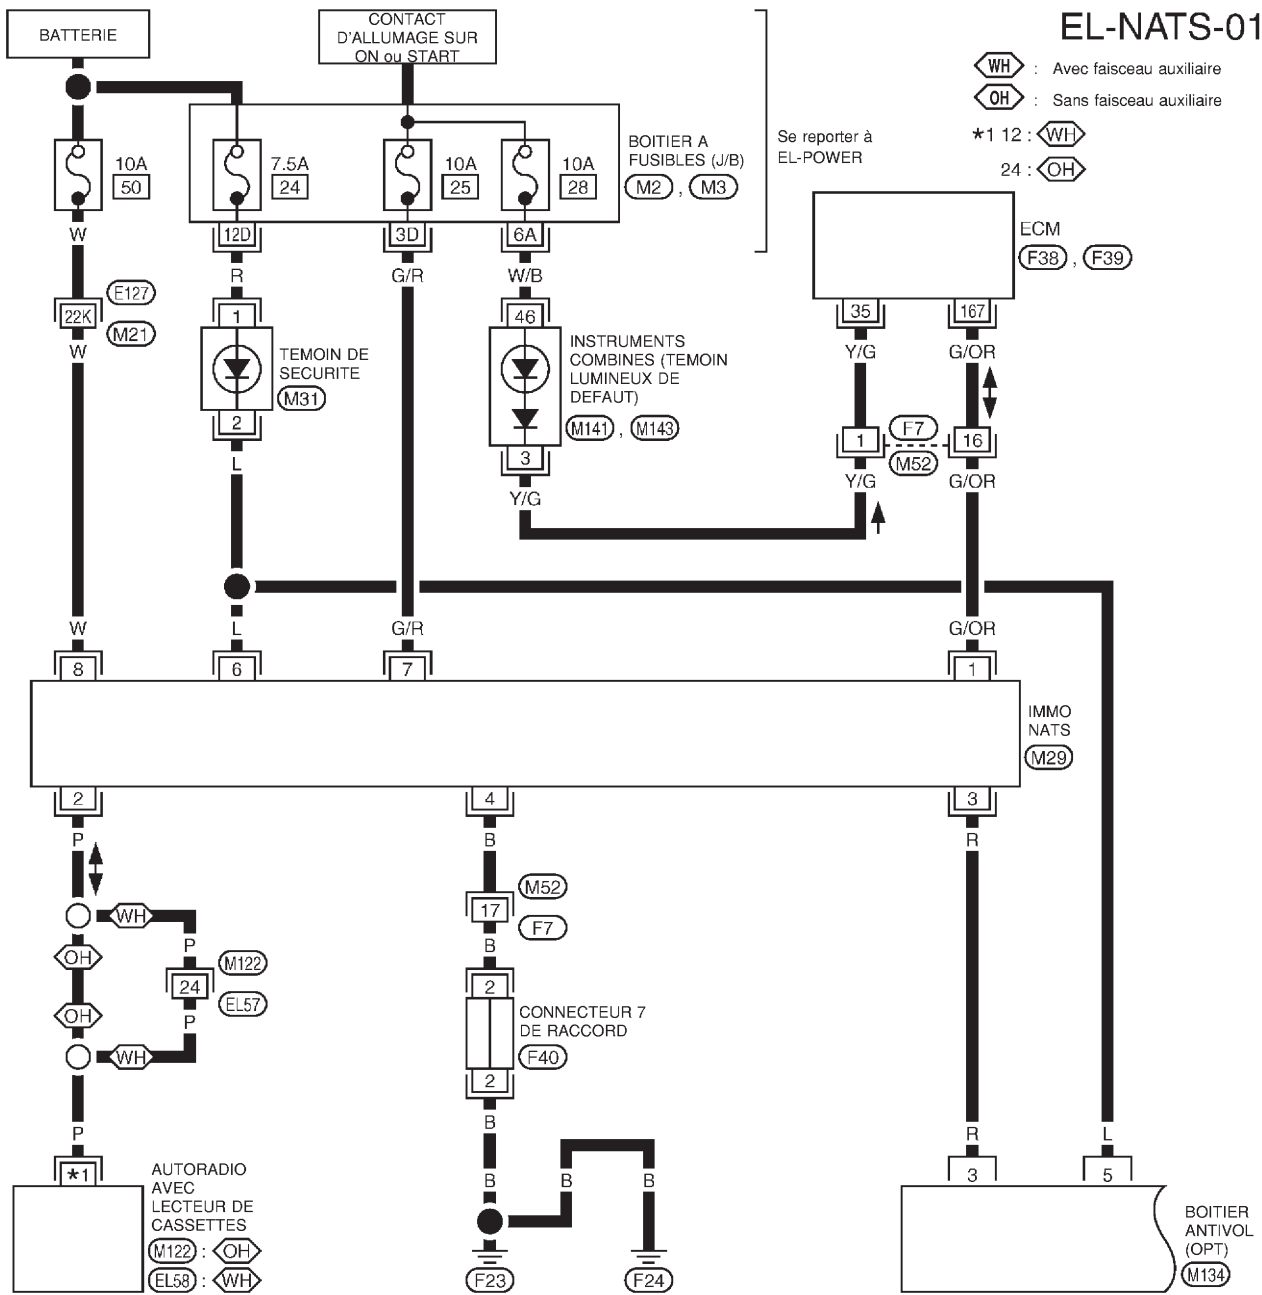 BATTERIE
CONTACT
D'ALLUMAGE SUR
ON ou START
EL-NATS-01
WH : Avec faisceau auxiliaire
OH : Sans faisceau auxiliaire
*1 12 : WH
24 : OH
Se reporter à
EL-POWER
BOITIER A
FUSIBLES (J/B)
M2 , M3
10A
50
7.5A
24
10A
25
10A
28
12D
3D
6A
W
R
G/R
W/B
ECM
F38 , F39
35
167
Y/G
G/OR
E127
22K
M21
W
1
TEMOIN DE
SECURITE
M31
2
L
46
INSTRUMENTS
COMBINES (TEMOIN
LUMINEUX DE
DEFAUT)
M141 , M143
3
Y/G
1
F7
M52
16
Y/G
G/OR
W
L
G/R
G/OR
8
6
7
1
IMMO
NATS
M29
2
4
3
P
B
R
WH
OH
P
M122
24
EL57
P
OH
WH
P
M52
17
F7
B
2
CONNECTEUR 7
DE RACCORD
F40
2
B
B
B
B
F23
F24
R
L
*1
AUTORADIO
AVEC
LECTEUR DE
CASSETTES
M122 : OH
EL58 : WH
3
5
BOITIER
ANTIVOL
(OPT)
M134